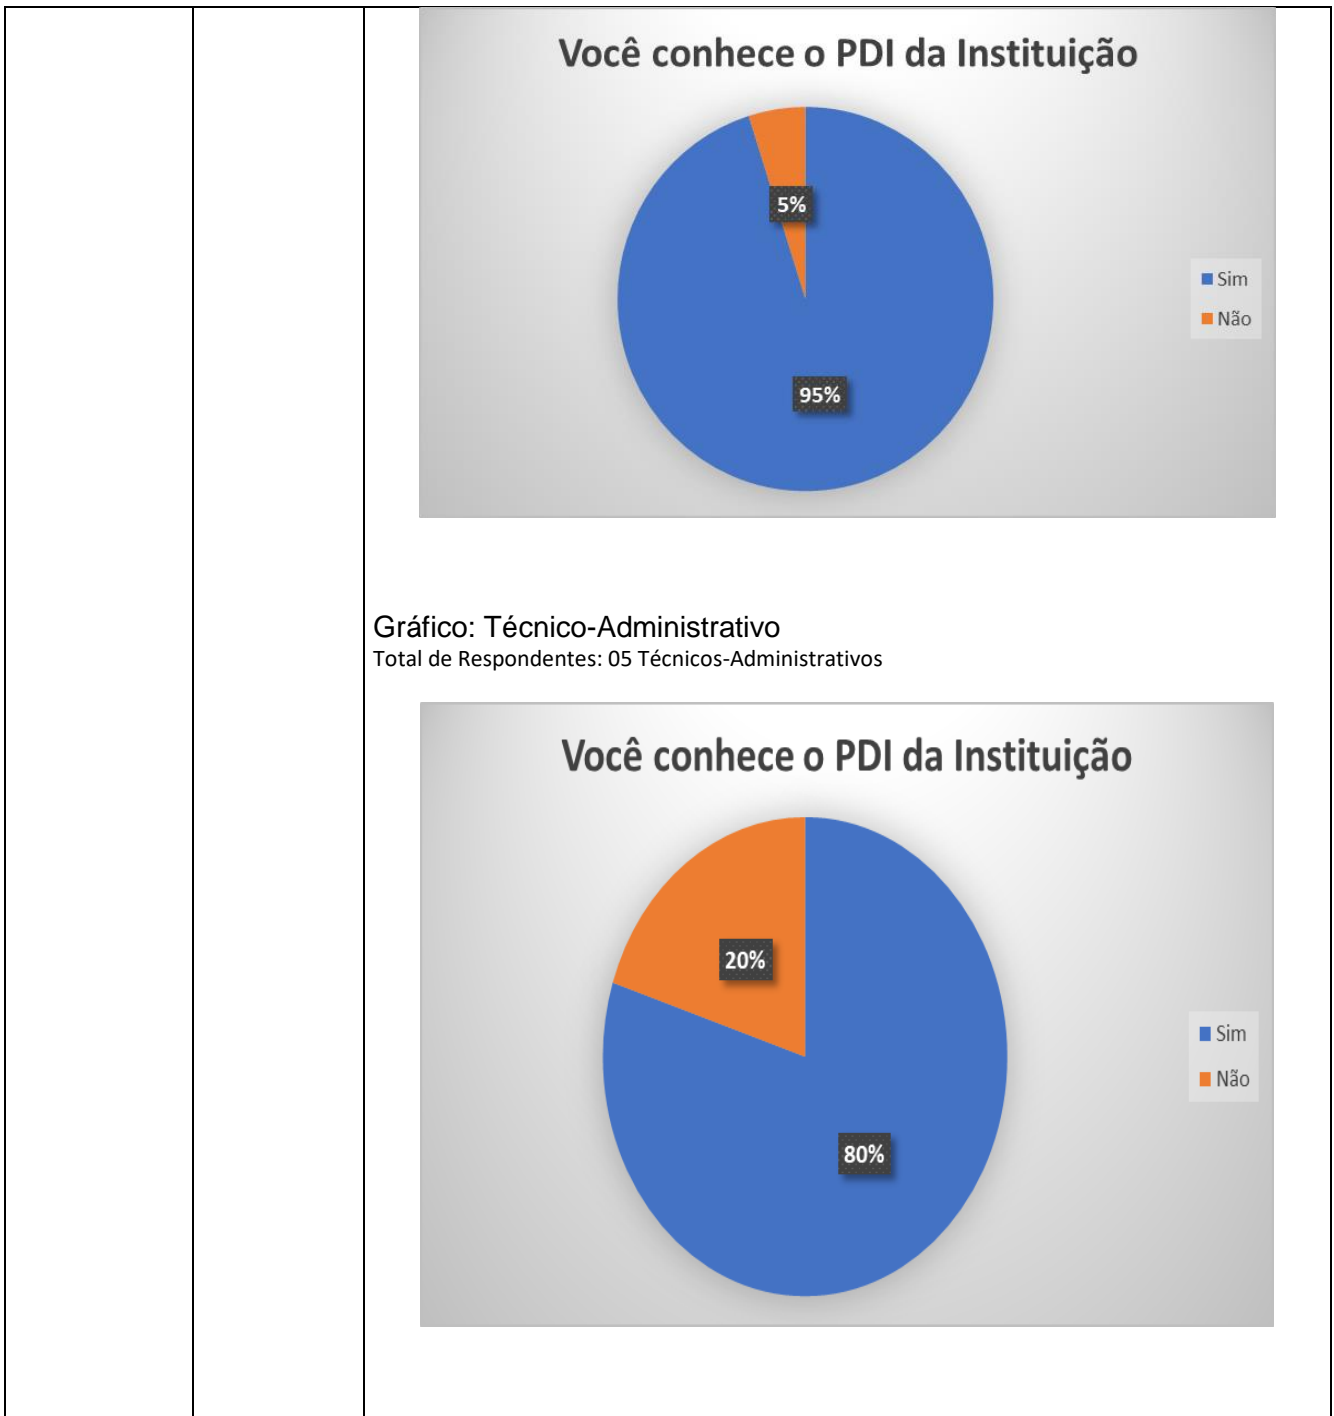 Você conhece o PDI da Instituição
5%
Sim
Não
95%
Gráfico: Técnico-Administrativo
Total de Respondentes: 05 Técnicos-Administrativos
Você conhece o PDI da Instituição
20%
Sim
Não
80%